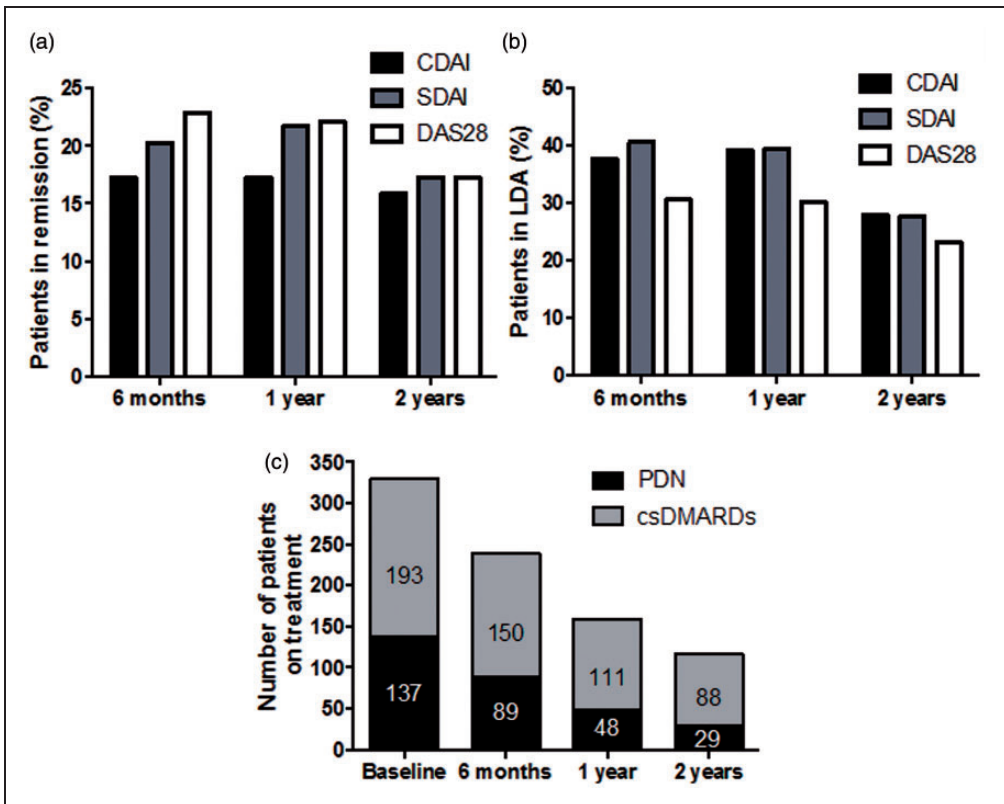 (a)
CDAI
SDAI
DAS28
Patients in remission (%)
25
20
15
10
5
0
6 months 1 year 2 years
(b)
CDAI
SDAI
DAS28
Patients in LDA (%)
50
40
30
20
10
0
6 months 1 year 2 years
(c)
PDN
csDMARDs
Number of patients
on treatment
350
300
250
200
150
100
50
0
193 150 111 88
137 89 48 29
Baseline 6 months 1 year 2 years